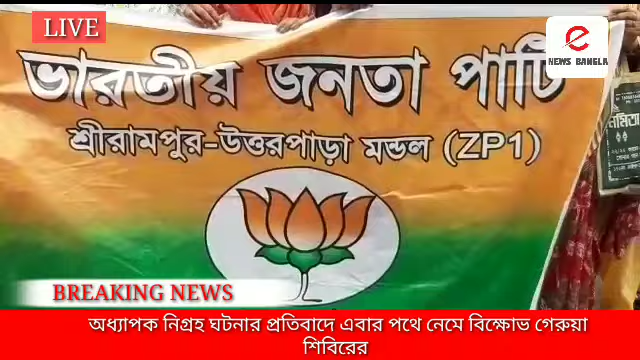 LIVE
e
NEWS BANGLA
ভারতীয় জনতা পার্টি
শ্রীরামপুর-উত্তরপাড়া মন্ডল (ZP1)
BREAKING NEWS
অধ্যাপক নিগ্রহ ঘটনার প্রতিবাদে এবার পথে নেমে বিক্ষোভ গেরুয়া
শিবিরের